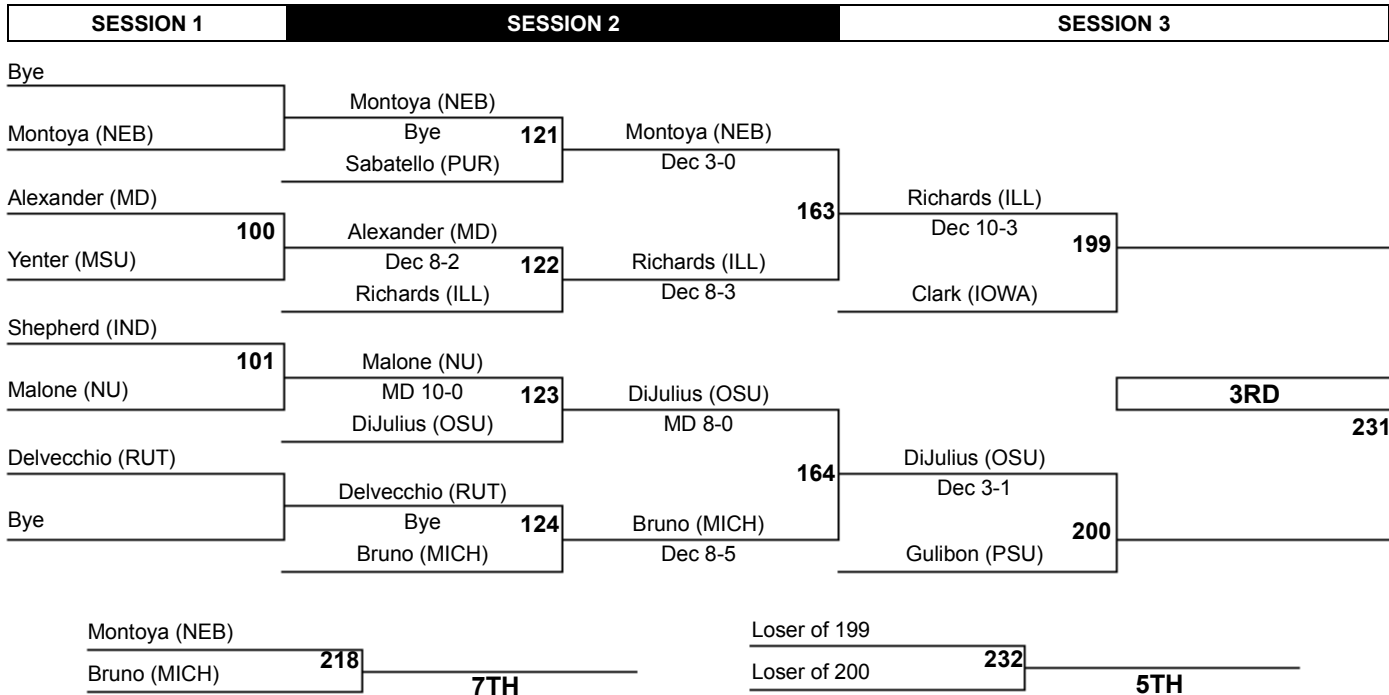 SESSION 1
SESSION 2
SESSION 3
Bye
Montoya (NEB)
Montoya (NEB)
Bye
121
Montoya (NEB)
Sabatello (PUR)
Dec 3-0
Alexander (MD)
163
Richards (ILL)
100
Alexander (MD)
Dec 10-3
199
Yenter (MSU)
Dec 8-2
122
Richards (ILL)
Richards (ILL)
Dec 8-3
Clark (IOWA)
Shepherd (IND)
101
Malone (NU)
Malone (NU)
MD 10-0
123
DiJulius (OSU)
3RD
DiJulius (OSU)
MD 8-0
231
Delvecchio (RUT)
164
DiJulius (OSU)
Delvecchio (RUT)
Dec 3-1
Bye
Bye
124
Bruno (MICH)
200
Bruno (MICH)
Dec 8-5
Gulibon (PSU)
Montoya (NEB)
Loser of 199
218
232
Bruno (MICH)
7TH
Loser of 200
5TH